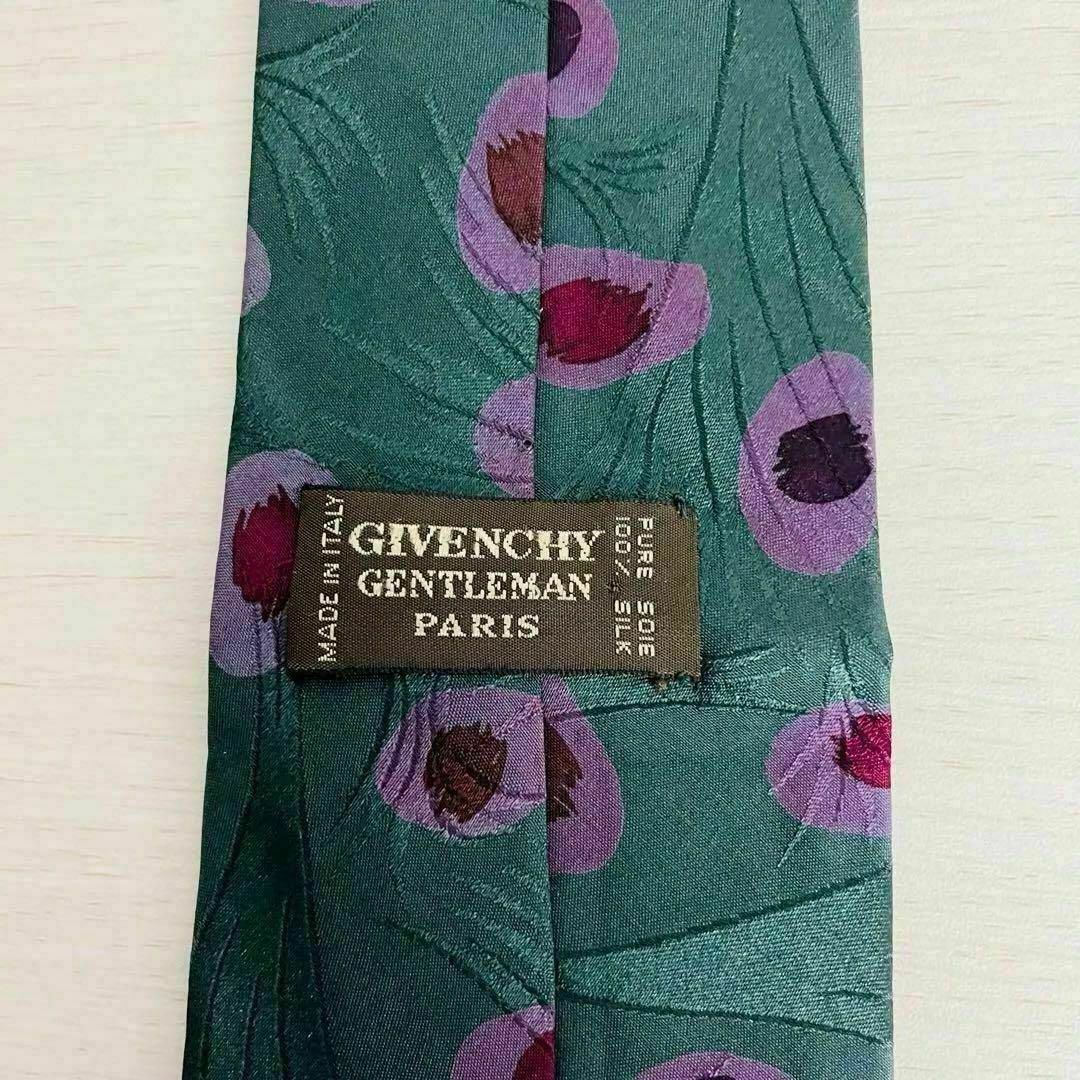 MADE IN ITALY
GIVENCHY
GENTLEMAN
PARIS
PURE SOIE
100% SILK